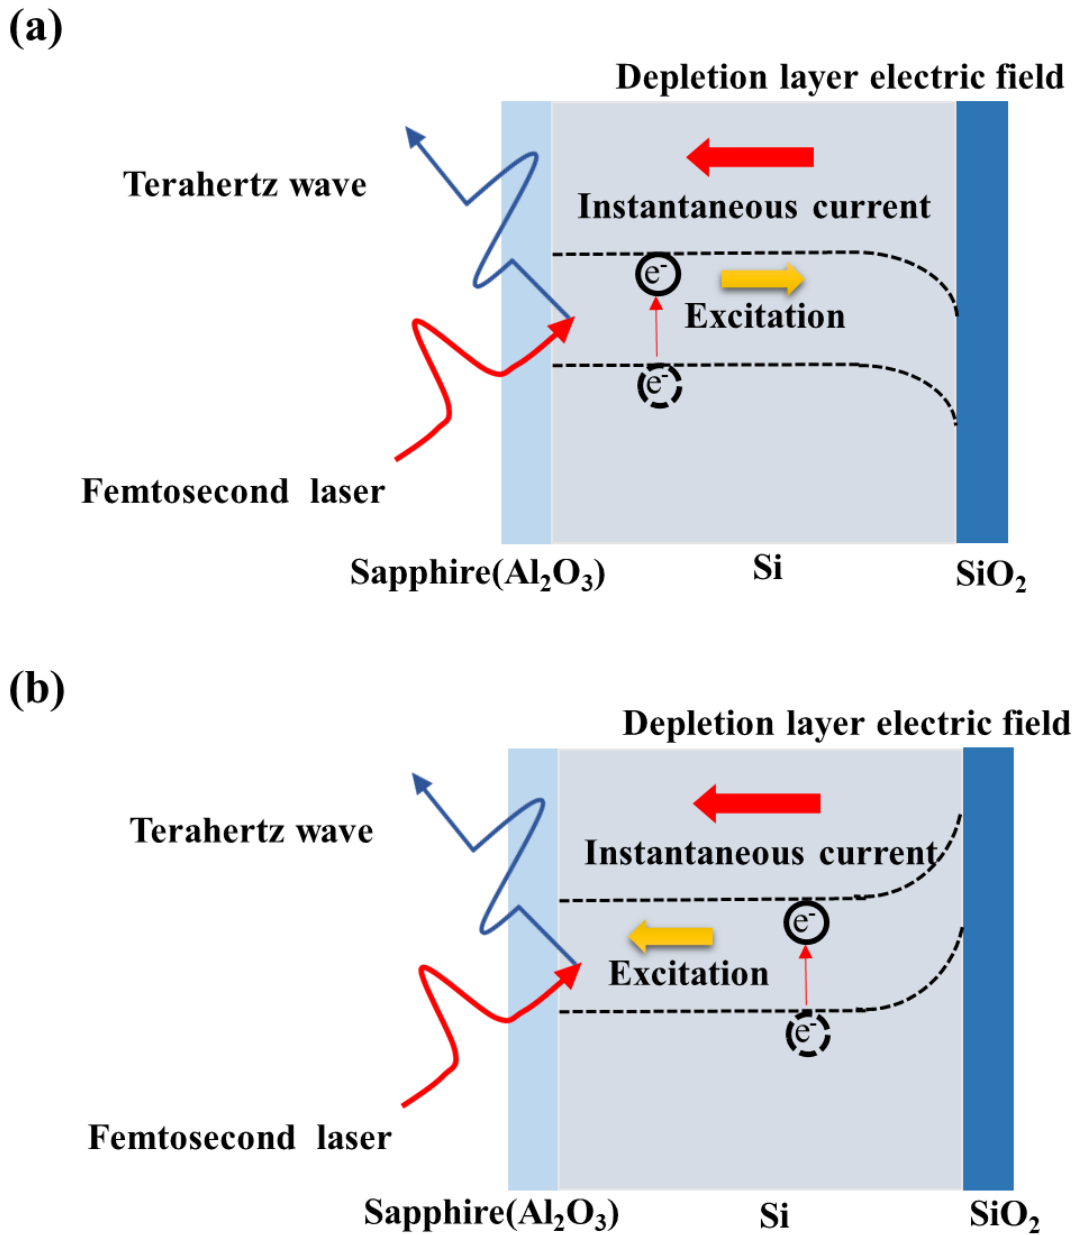 (a)
Depletion layer electric field
Terahertz wave
Instantaneous current
e⁻
Excitation
e⁻
Femtosecond laser
Sapphire(Al₂O₃)
Si
SiO₂
(b)
Depletion layer electric field
Terahertz wave
Instantaneous current
e⁻
Excitation
e⁻
Femtosecond laser
Sapphire(Al₂O₃)
Si
SiO₂